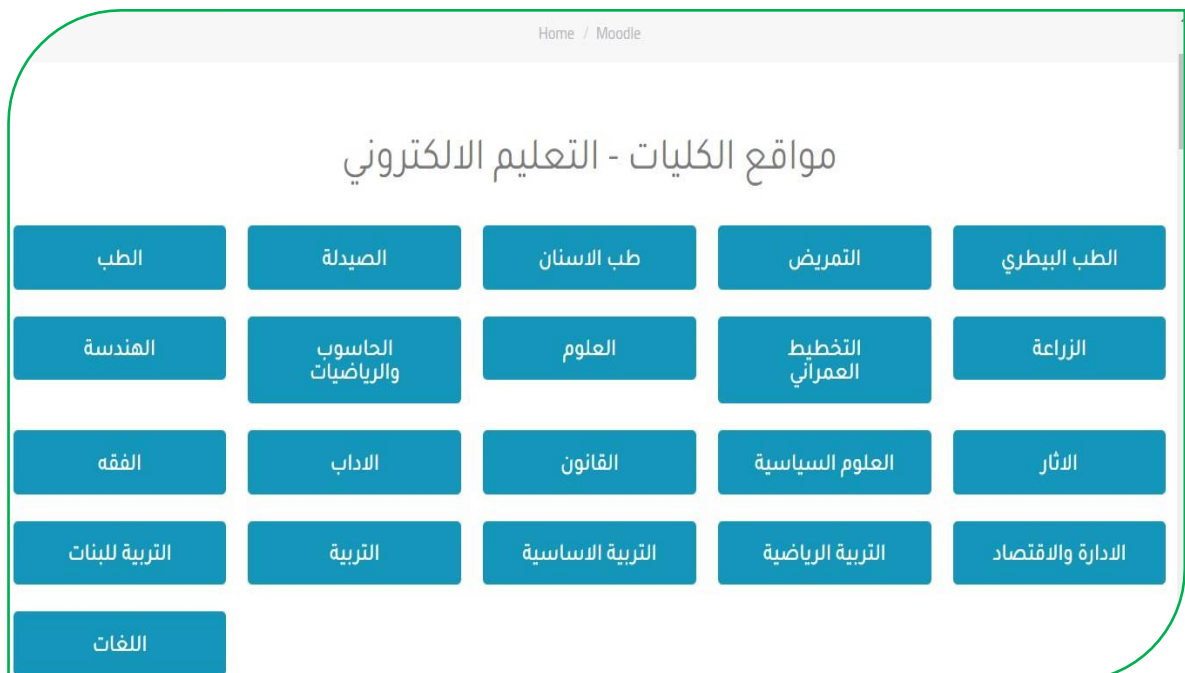 Home / Moodle
مواقع الكليات - التعليم الالكتروني
الطب البيطري
التمريض
طب الاسنان
الصيدلة
الطب
الزراعة
التخطيط
العمراني
العلوم
الحاسوب
والرياضيات
الهندسة
الاثار
العلوم السياسية
القانون
الاداب
الفقه
الادارة والاقتصاد
التربية الرياضية
التربية الاساسية
التربية
التربية للبنات
اللغات